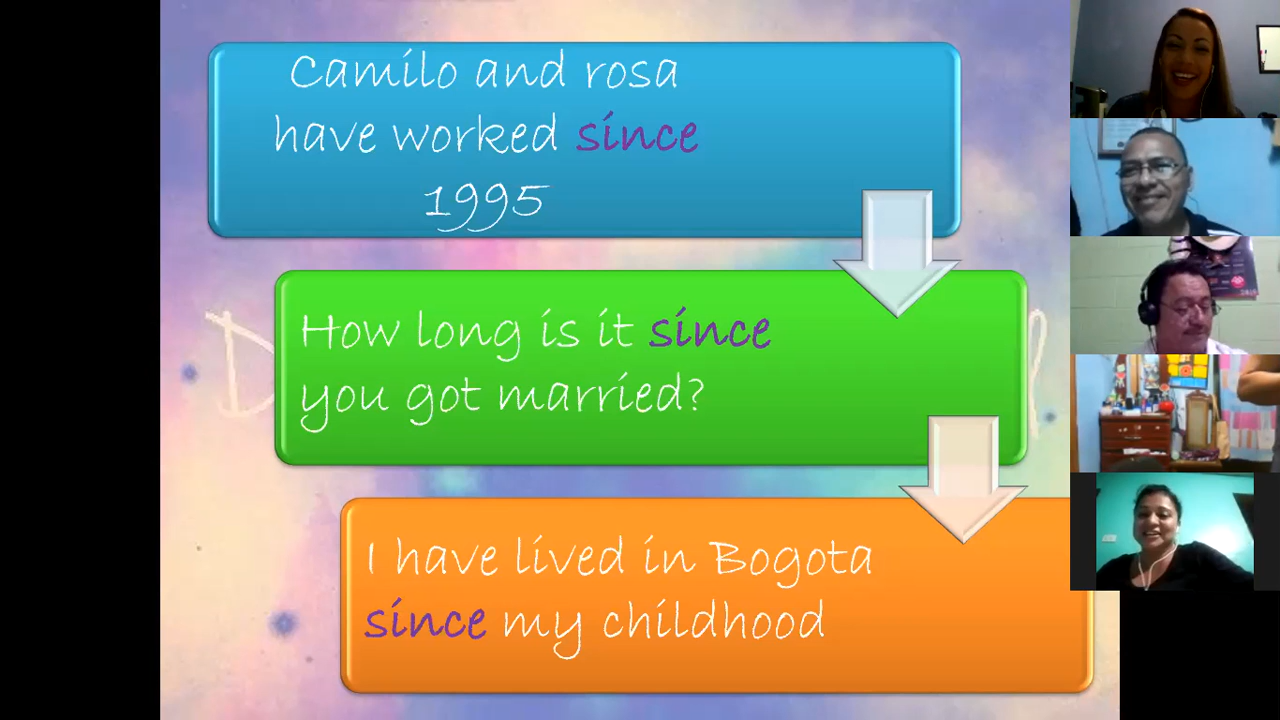 Camilo and rosa
have worked since
1995
How long is it since
you got married?
I have lived in Bogota
since my childhood